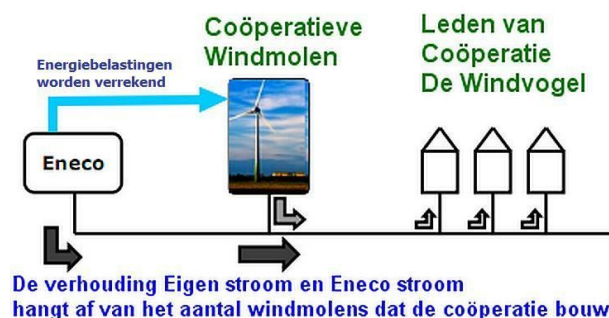 Coöperatieve
Windmolen
Leden van
Coöperatie
De Windvogel
Energiebelastingen
worden verrekend
Eneco
De verhouding Eigen stroom en Eneco stroom
hangt af van het aantal windmolens dat de coöperatie bouw